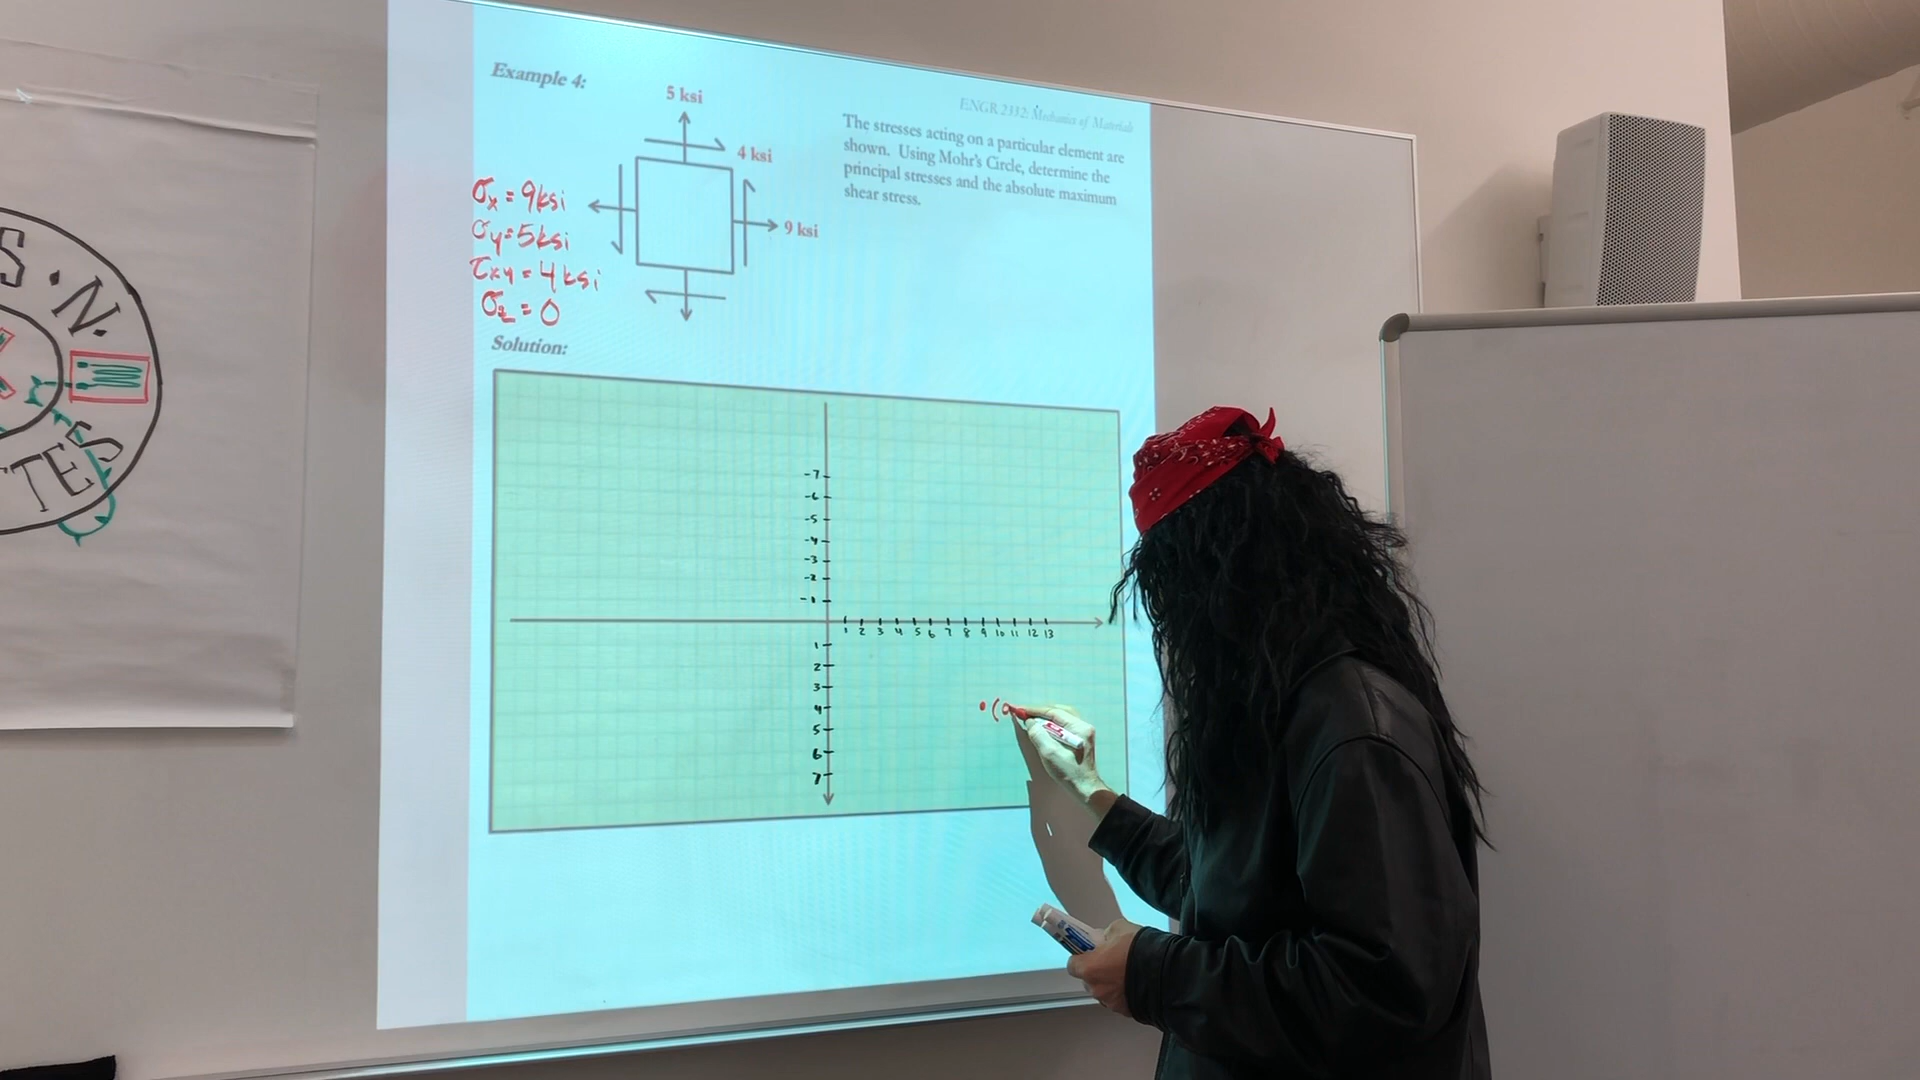 Example 4:
ENGR 2332: Mechanics of Materials
5 ksi
4 ksi
9 ksi
The stresses acting on a particular element are
shown. Using Mohr's Circle, determine the
principal stresses and the absolute maximum
shear stress.
σx = 9ksi
σy = 5ksi
τxy = 4ksi
σz = 0
Solution:
-7
-6
-5
-4
-3
-2
-1
1 2 3 4 5 6 7 8 9 10 11 12 13
1
2
3
4
5
6
7
S · N.
TES